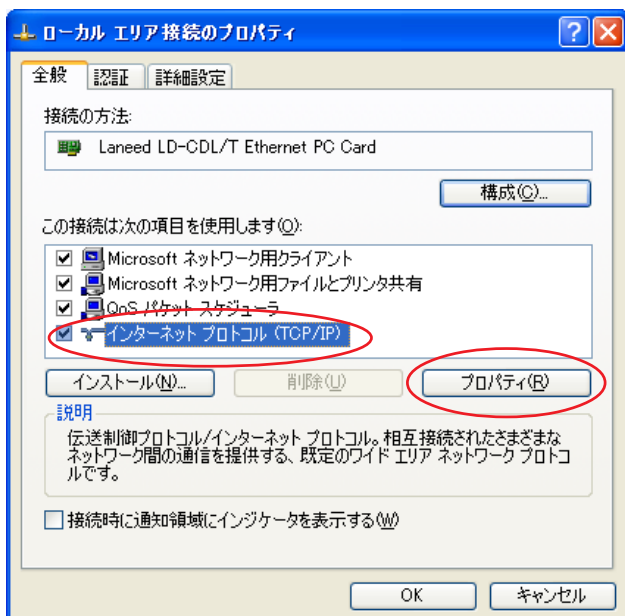 ローカル エリア接続のプロパティ
全般 認証 詳細設定
接続の方法:
Laneed LD-CDL/T Ethernet PC Card
構成(C)...
この接続は次の項目を使用します(O):
Microsoft ネットワーク用クライアント
Microsoft ネットワーク用ファイルとプリンタ共有
QoS パケット スケジューラ
インターネット プロトコル (TCP/IP)
インストール(N)... 削除(U) プロパティ(R)
説明
伝送制御プロトコル/インターネット プロトコル。相互接続されたさまざまな
ネットワーク間の通信を提供する、既定のワイド エリア ネットワーク プロトコ
ルです。
接続時に通知領域にインジケータを表示する(W)
OK キャンセル